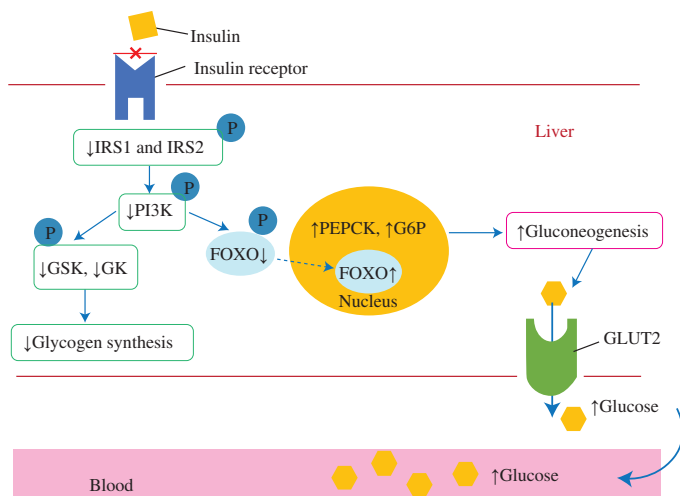 Insulin
Insulin receptor
P
↓IRS1 and IRS2
Liver
P
↓PI3K
P
P
↑PEPCK, ↑G6P
↑Gluconeogenesis
FOXO↓
↓GSK, ↓GK
FOXO↑
Nucleus
↓Glycogen synthesis
GLUT2
↑Glucose
↑Glucose
Blood